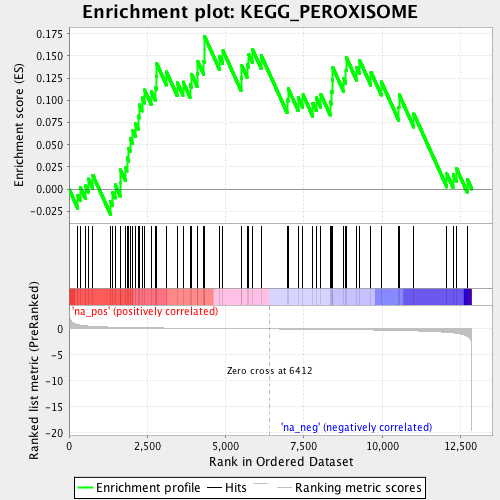 Enrichment plot: KEGG_PEROXISOME
Enrichment score (ES)
0.175
0.150
0.125
0.100
0.075
0.050
0.025
0.000
-0.025
'na_pos' (positively correlated)
Ranked list metric (PreRanked)
0
-5
-10
-15
-20
Zero cross at 6412
'na_neg' (negatively correlated)
0
2,500
5,000
7,500
10,000
12,500
Rank in Ordered Dataset
Enrichment profile
Hits
Ranking metric scores